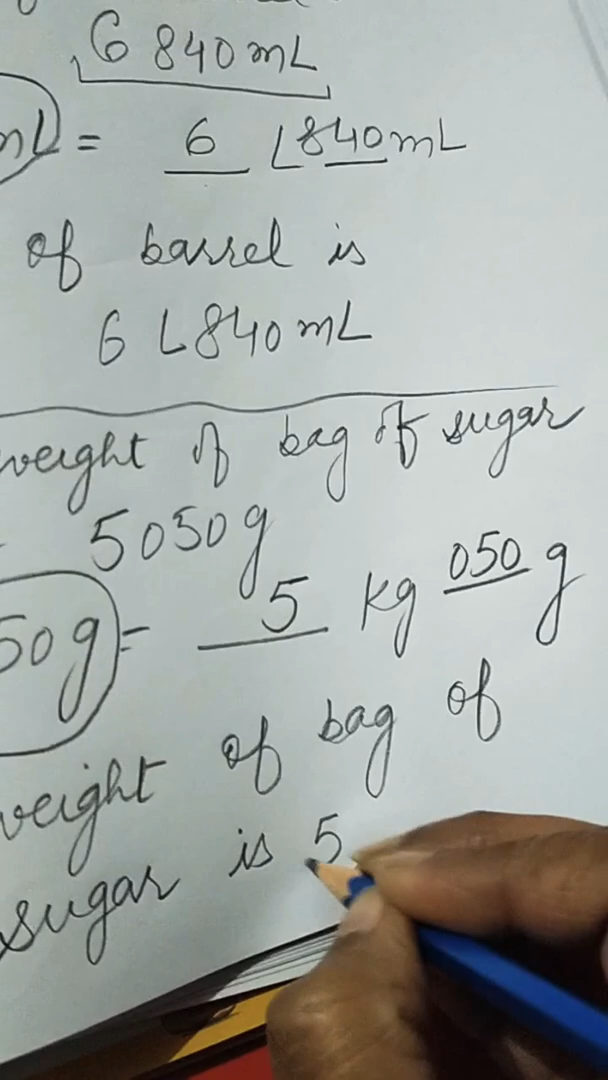 6 840 mL
mL = 6 L 840 mL
of barrel is
6 L 840 mL
weight of bag of sugar
5050 g
50 g = 5 kg 050 g
weight of bag of
sugar is 5